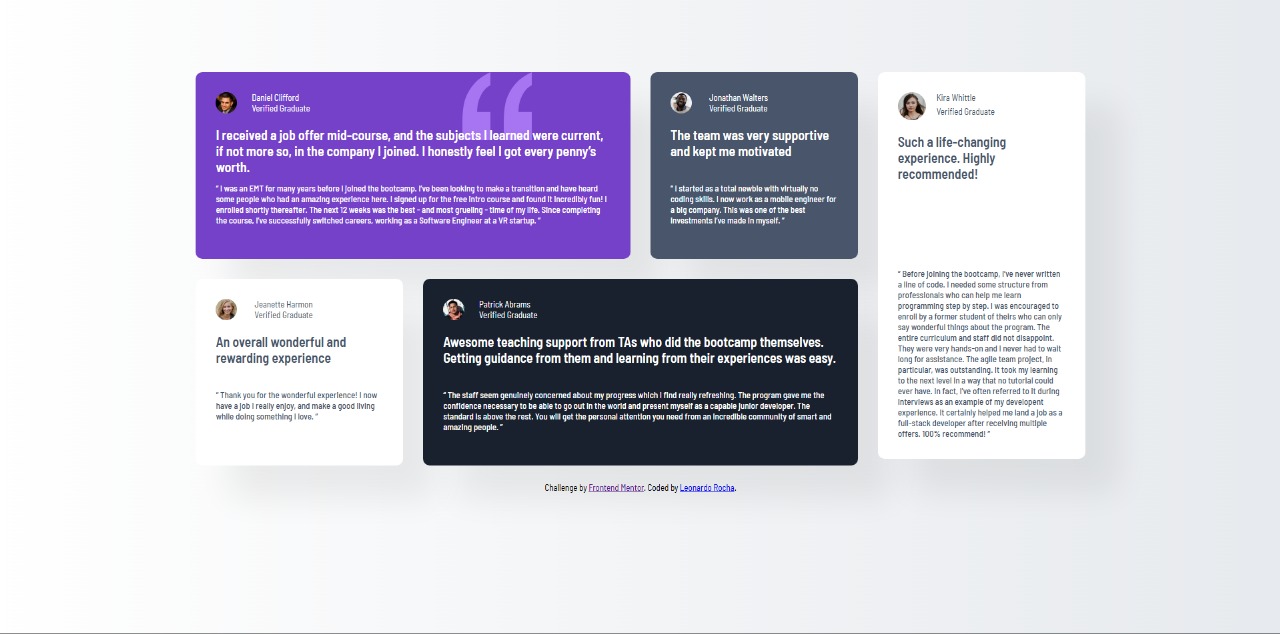 Daniel Clifford
Verified Graduate
I received a job offer mid-course, and the subjects I learned were current,
if not more so, in the company I joined. I honestly feel I got every penny's
worth.
“ I was an EMT for many years before I joined the bootcamp. I've been looking to make a transition and have heard
some people who had an amazing experience here. I signed up for the free intro course and found it incredibly fun! I
enrolled shortly thereafter. The next 12 weeks was the best - and most grueling - time of my life. Since completing
the course, I've successfully switched careers, working as a Software Engineer at a VR startup. ”
Jonathan Walters
Verified Graduate
The team was very supportive
and kept me motivated
“ I started as a total newbie with virtually no
coding skills. I now work as a mobile engineer for
a big company. This was one of the best
investments I've made in myself. ”
Kira Whittle
Verified Graduate
Such a life-changing
experience. Highly
recommended!
“ Before joining the bootcamp, I've never written
a line of code. I needed some structure from
professionals who can help me learn
programming step by step. I was encouraged to
enroll by a former student of theirs who can only
say wonderful things about the program. The
entire curriculum and staff did not disappoint.
They were very hands-on and I never had to wait
long for assistance. The agile team project, in
particular, was outstanding. It took my learning
to the next level in a way that no tutorial could
ever have. In fact, I've often referred to it during
interviews as an example of my developent
experience. It certainly helped me land a job as a
full-stack developer after receiving multiple
offers. 100% recommend! ”
Jeanette Harmon
Verified Graduate
An overall wonderful and
rewarding experience
“ Thank you for the wonderful experience! I now
have a job I really enjoy, and make a good living
while doing something I love. ”
Patrick Abrams
Verified Graduate
Awesome teaching support from TAs who did the bootcamp themselves.
Getting guidance from them and learning from their experiences was easy.
“ The staff seem genuinely concerned about my progress which I find really refreshing. The program gave me the
confidence necessary to be able to go out in the world and present myself as a capable junior developer. The
standard is above the rest. You will get the personal attention you need from an incredible community of smart and
amazing people. ”
Challenge by Frontend Mentor. Coded by Leonardo Rocha.